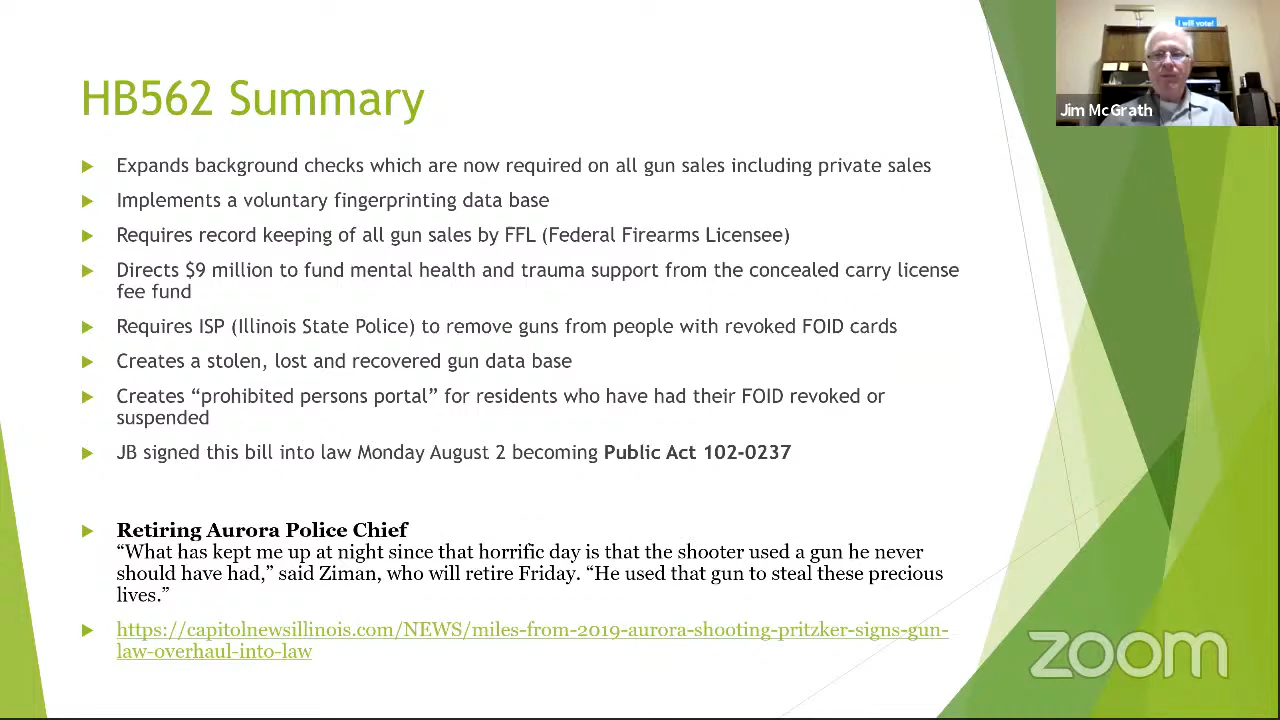 I will vote!
Jim McGrath
HB562 Summary
Expands background checks which are now required on all gun sales including private sales
Implements a voluntary fingerprinting data base
Requires record keeping of all gun sales by FFL (Federal Firearms Licensee)
Directs $9 million to fund mental health and trauma support from the concealed carry license
fee fund
Requires ISP (Illinois State Police) to remove guns from people with revoked FOID cards
Creates a stolen, lost and recovered gun data base
Creates “prohibited persons portal” for residents who have had their FOID revoked or
suspended
JB signed this bill into law Monday August 2 becoming Public Act 102-0237
Retiring Aurora Police Chief
“What has kept me up at night since that horrific day is that the shooter used a gun he never
should have had,” said Ziman, who will retire Friday. “He used that gun to steal these precious
lives.”
https://capitolnewsillinois.com/NEWS/miles-from-2019-aurora-shooting-pritzker-signs-gun-
law-overhaul-into-law
zoom